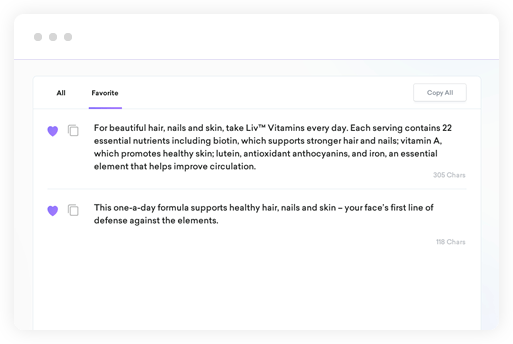 All
Favorite
Copy All
For beautiful hair, nails and skin, take Liv™ Vitamins every day. Each serving contains 22
essential nutrients including biotin, which supports stronger hair and nails; vitamin A,
which promotes healthy skin; lutein, antioxidant anthocyanins, and iron, an essential
element that helps improve circulation.
305 Chars
This one-a-day formula supports healthy hair, nails and skin – your face's first line of
defense against the elements.
118 Chars